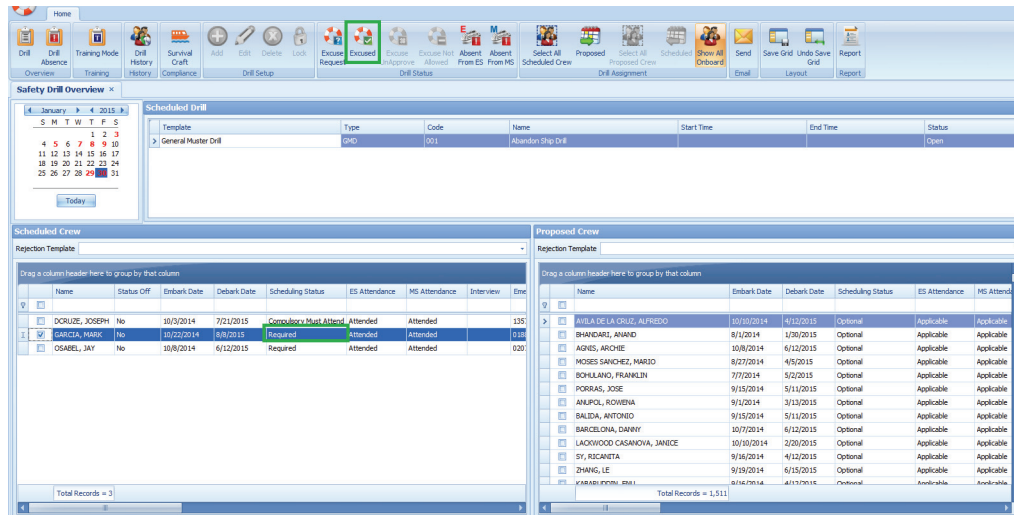 Home
Drill
Drill Absence
Training Mode
Drill History
Survival Craft
Add
Edit
Delete
Lock
Excuse Request
Excused
Excuse
Approve
Excuse Not Allowed
Absent From ES
Absent From MS
Select All Scheduled Crew
Proposed
Select All Proposed Crew
Scheduled
Show All Onboard
Send
Save Grid
Undo Save Grid
Report
Overview
Training
History
Compliance
Drill Setup
Drill Status
Drill Assignment
Email
Layout
Report
Safety Drill Overview ×
January 2015
S M T W T F S
1 2 3
4 5 6 7 8 9 10
11 12 13 14 15 16 17
18 19 20 21 22 23 24
25 26 27 28 29 31
Today
Scheduled Drill
Template Type Code Name Start Time End Time Status
General Muster Drill GMD 001 Abandon Ship Drill Open
Scheduled Crew
Rejection Template
Drag a column header here to group by that column
Name Status Off Embark Date Debark Date Scheduling Status ES Attendance MS Attendance Interview Eme
DCRUZE, JOSEPH No 10/3/2014 7/21/2015 Compulsory Must Attend Attended Attended 135
GARCIA, MARK No 10/22/2014 8/8/2015 Required Attended Attended 018
OSABEL, JAY No 10/8/2014 6/12/2015 Required Attended Attended 020
Total Records = 3
Proposed Crew
Rejection Template
Drag a column header here to group by that column
Name Embark Date Debark Date Scheduling Status ES Attendance MS Attenda
AVILA DE LA CRUZ, ALFREDO 10/10/2014 4/12/2015 Optional Applicable Applicable
BHANDARI, ANAND 8/1/2014 1/30/2015 Optional Applicable Applicable
AGNIS, ARCHIE 10/8/2014 6/12/2015 Optional Applicable Applicable
MOSES SANCHEZ, MARIO 8/27/2014 4/5/2015 Optional Applicable Applicable
BOHULANO, FRANKLIN 7/7/2014 5/2/2015 Optional Applicable Applicable
PORRAS, JOSE 9/15/2014 5/11/2015 Optional Applicable Applicable
ANUPOL, ROWENA 9/1/2014 3/13/2015 Optional Applicable Applicable
BALIDA, ANTONIO 9/15/2014 5/11/2015 Optional Applicable Applicable
BARCELONA, DANNY 10/7/2014 6/12/2015 Optional Applicable Applicable
LACKWOOD CASANOVA, JANICE 10/10/2014 2/20/2015 Optional Applicable Applicable
SY, RICANITA 9/16/2014 4/12/2015 Optional Applicable Applicable
ZHANG, LE 9/19/2014 6/15/2015 Optional Applicable Applicable
9/16/2014 4/12/2015 Optional Applicable Applicable
Total Records = 1,511